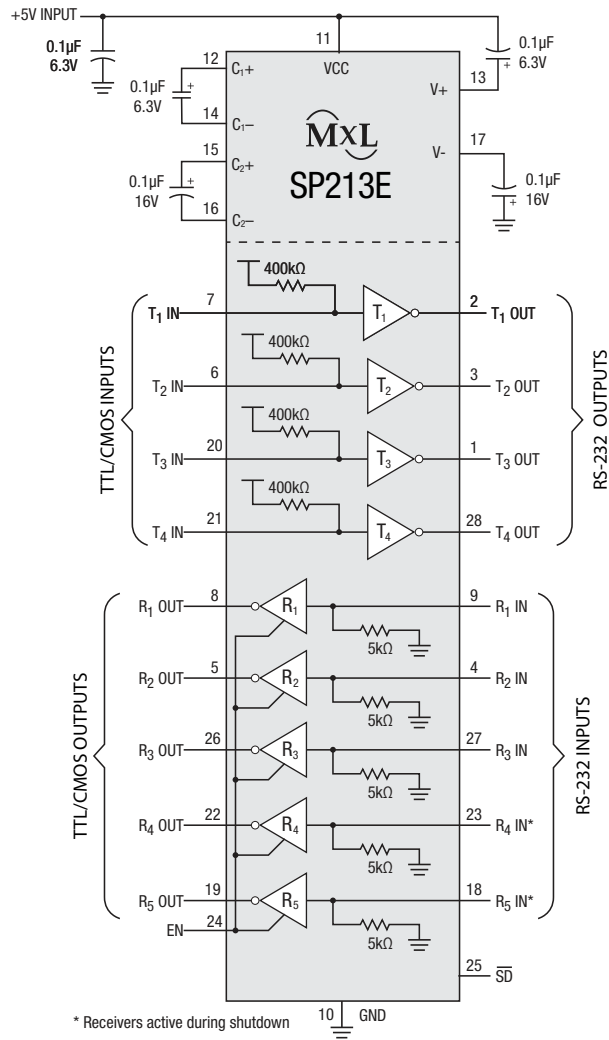 +5V INPUT
11
0.1µF
6.3V
12
C₁+
VCC
0.1µF
6.3V
13
V+
0.1µF
6.3V
14
C₁–
MXL
15
C₂+
17
V-
SP213E
0.1µF
16V
16
C₂–
0.1µF
16V
400kΩ
T₁ IN
7
T₁
2
T₁ OUT
400kΩ
T₂ IN
6
T₂
3
T₂ OUT
400kΩ
T₃ IN
20
T₃
1
T₃ OUT
400kΩ
T₄ IN
21
T₄
28
T₄ OUT
TTL/CMOS INPUTS
RS-232 OUTPUTS
R₁ OUT
8
R₁
9
R₁ IN
5kΩ
R₂ OUT
5
R₂
4
R₂ IN
5kΩ
R₃ OUT
26
R₃
27
R₃ IN
5kΩ
R₄ OUT
22
R₄
23
R₄ IN*
5kΩ
R₅ OUT
19
R₅
18
R₅ IN*
EN
24
5kΩ
TTL/CMOS OUTPUTS
RS-232 INPUTS
25
SD
10
GND
* Receivers active during shutdown